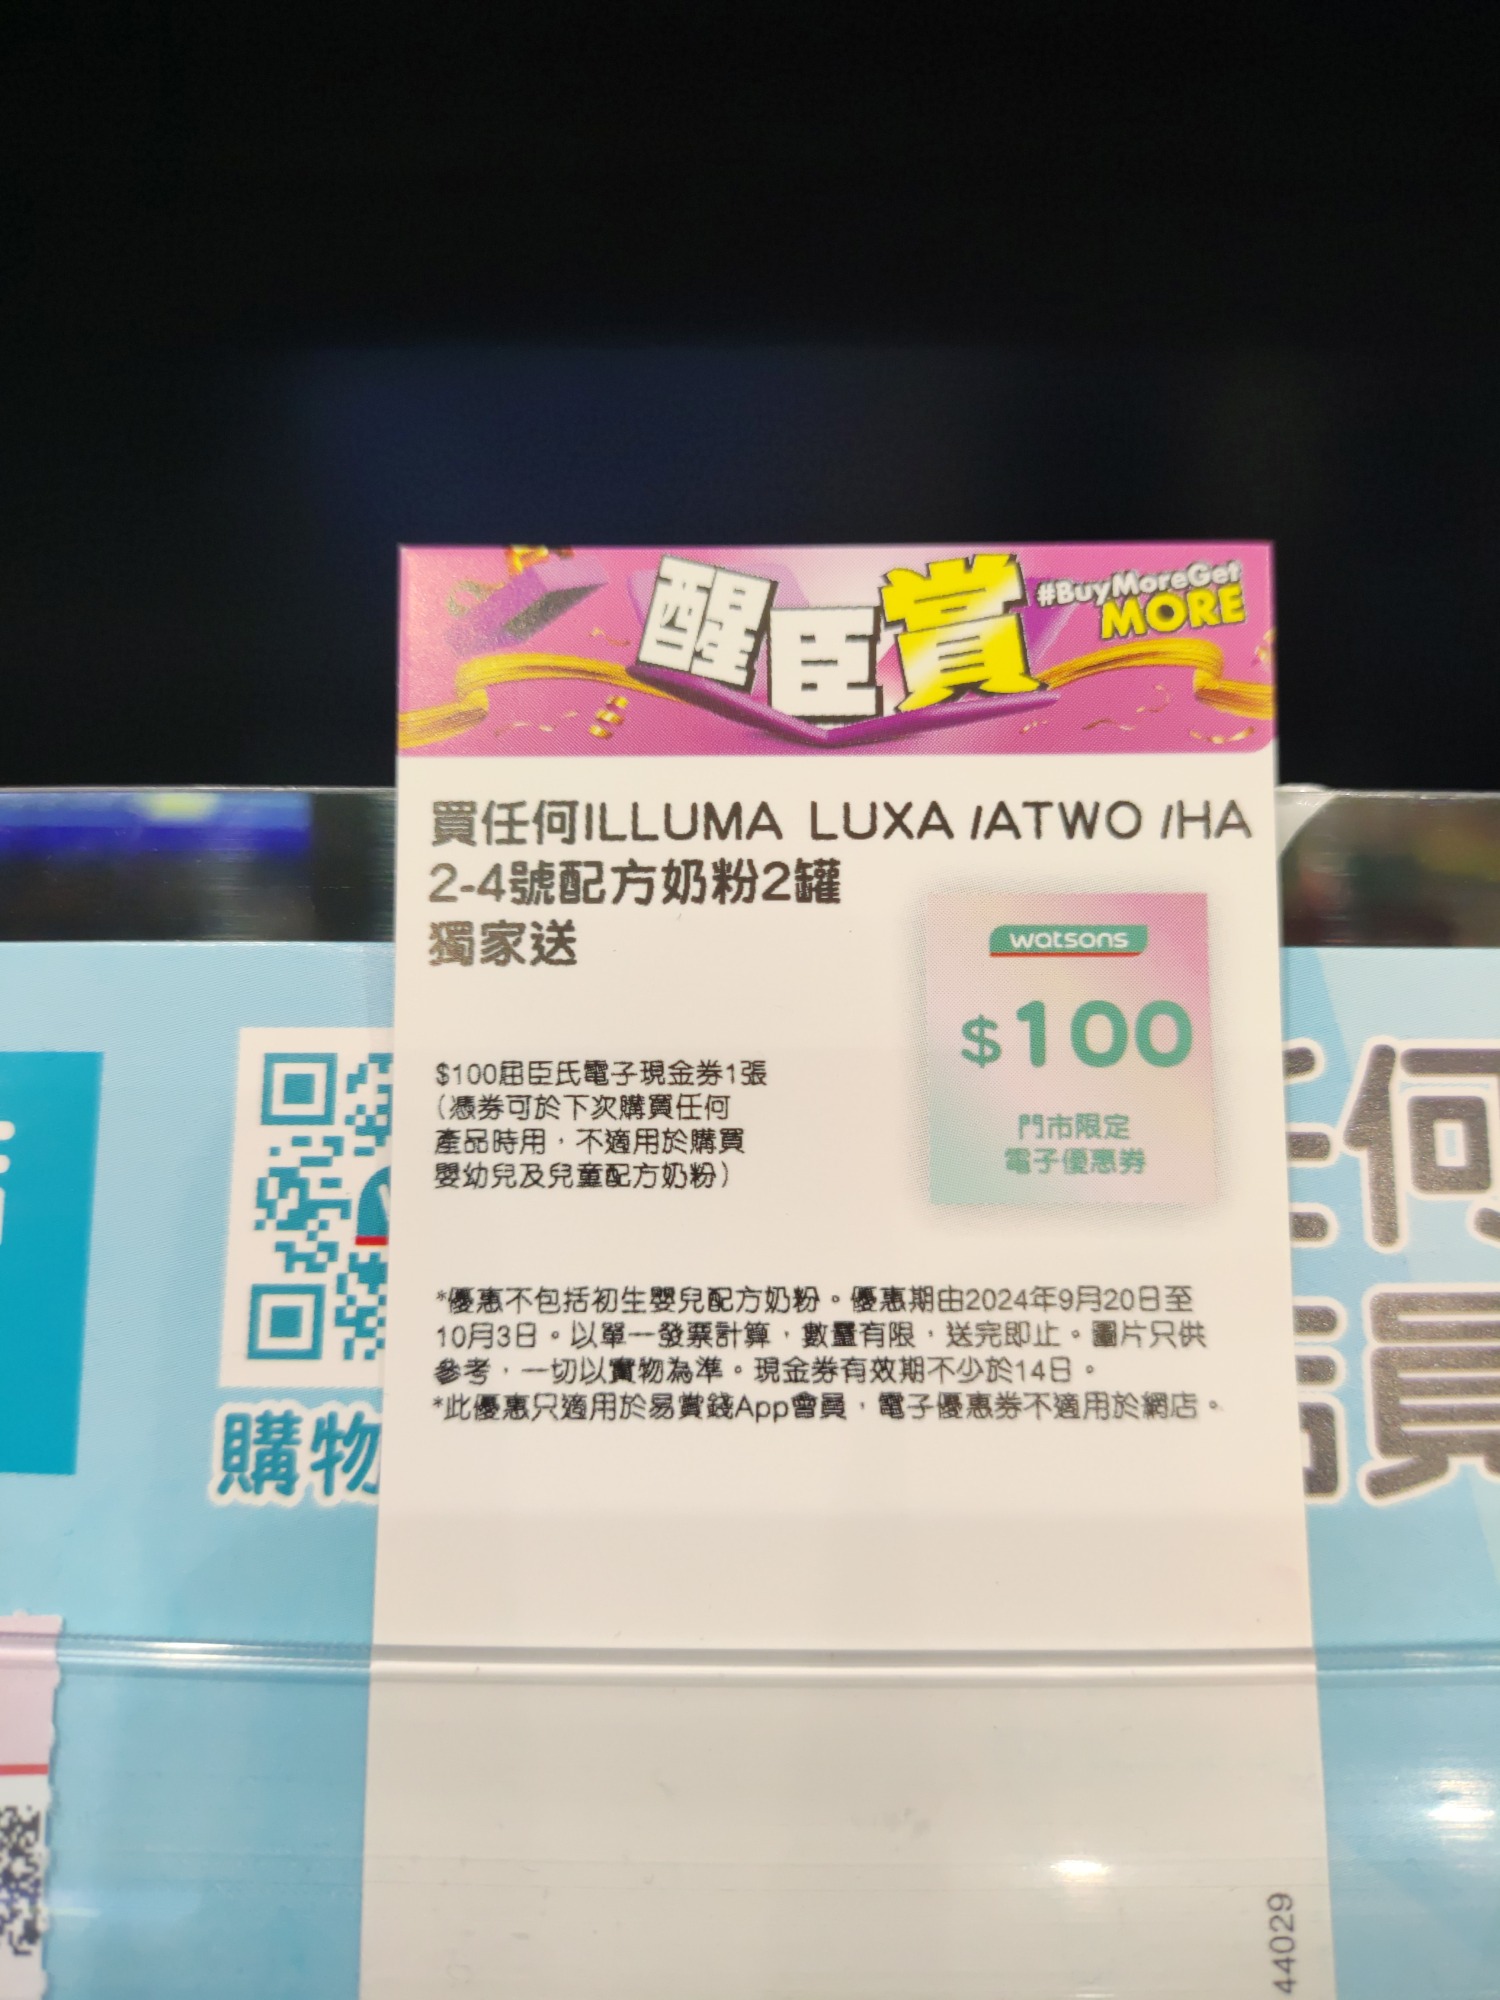 醒臣賞
#BuyMoreGet
MORE
買任何ILLUMA LUXA /ATWO /HA
2-4號配方奶粉2罐
獨家送
watsons
$100
門市限定
電子優惠券
$100屈臣氏電子現金券1張
(憑券可於下次購買任何
產品時用，不適用於購買
嬰幼兒及兒童配方奶粉)
*優惠不包括初生嬰兒配方奶粉。優惠期由2024年9月20日至
10月3日。以單一發票計算，數量有限，送完即止。圖片只供
參考，一切以實物為準。現金券有效期不少於14日。
*此優惠只適用於易賞錢App會員，電子優惠券不適用於網店。
購物
任何
44029